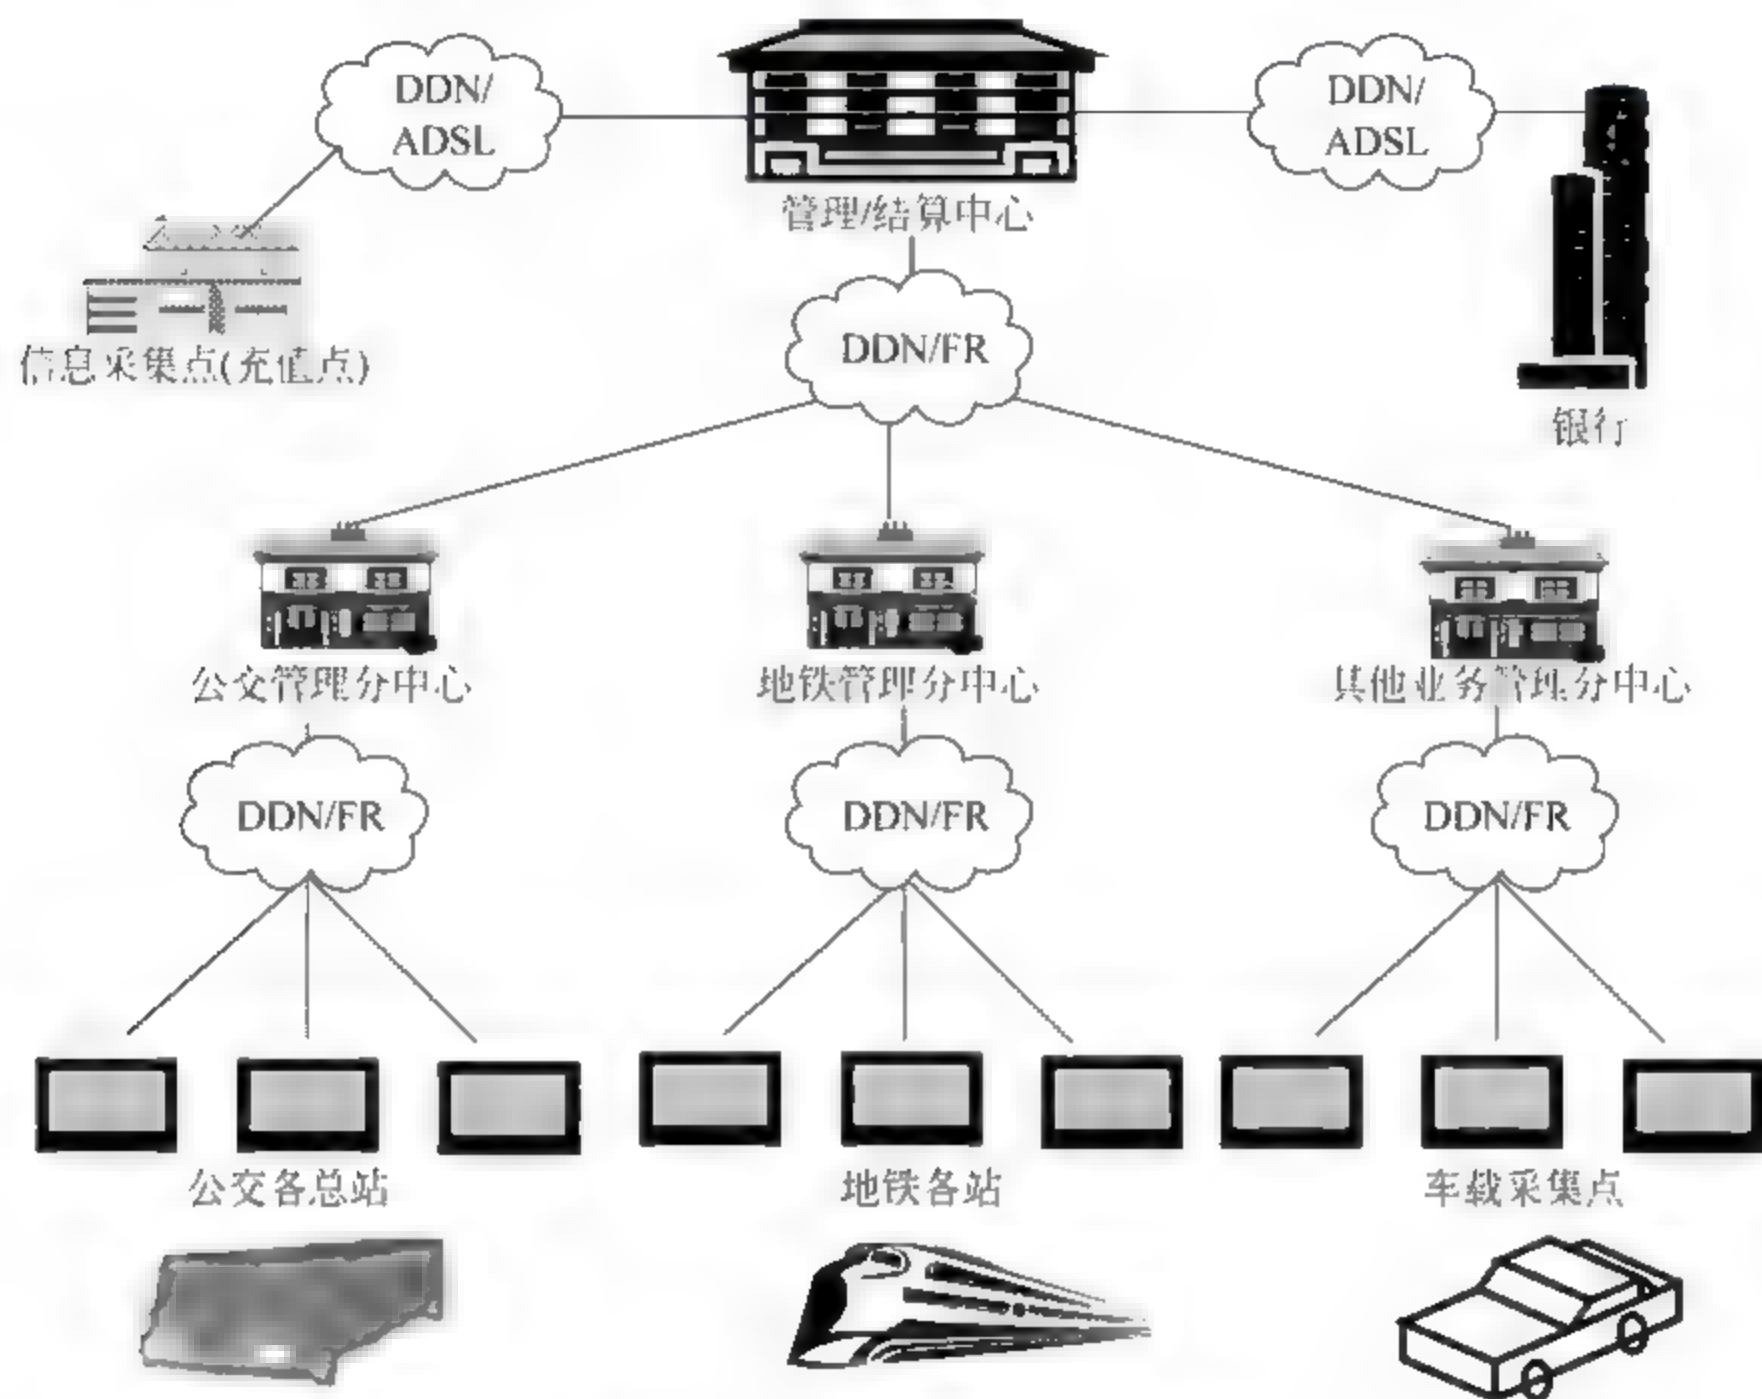 DDN/
ADSL
DDN/
ADSL
管理/结算中心
信息采集点(充值点)
DDN/FR
银行
公交管理分中心
地铁管理分中心
其他业务管理分中心
DDN/FR
DDN/FR
DDN/FR
公交各总站
地铁各站
车载采集点